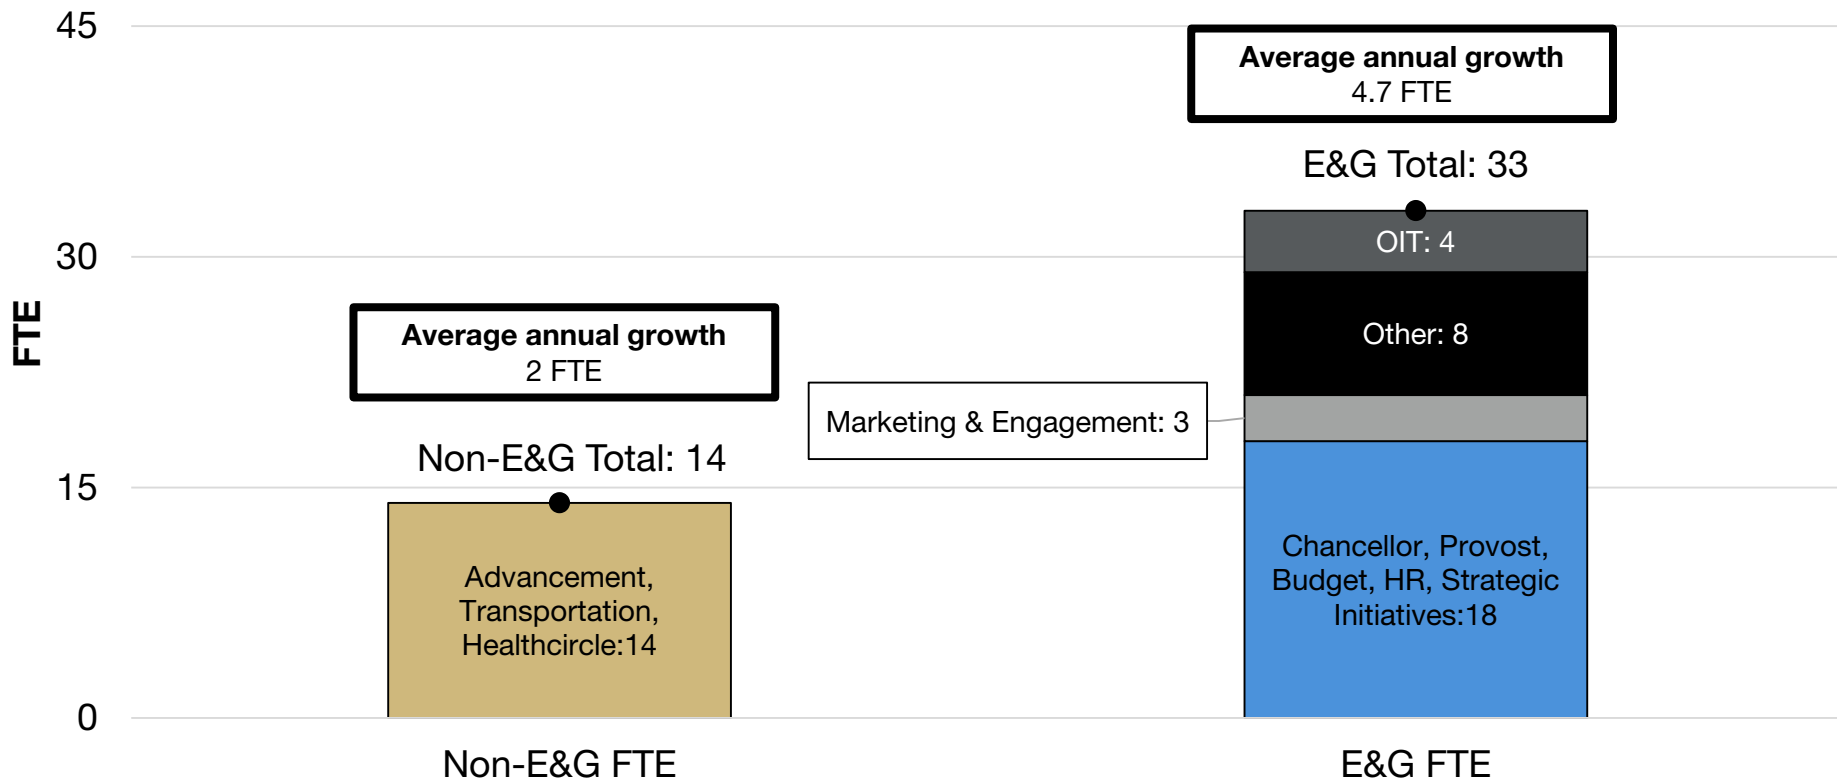 45
30
15
0
FTE
Average annual growth
2 FTE
Non-E&G Total: 14
Advancement,
Transportation,
Healthcircle:14
Non-E&G FTE
Marketing & Engagement: 3
Average annual growth
4.7 FTE
E&G Total: 33
OIT: 4
Other: 8
Chancellor, Provost,
Budget, HR, Strategic
Initiatives:18
E&G FTE